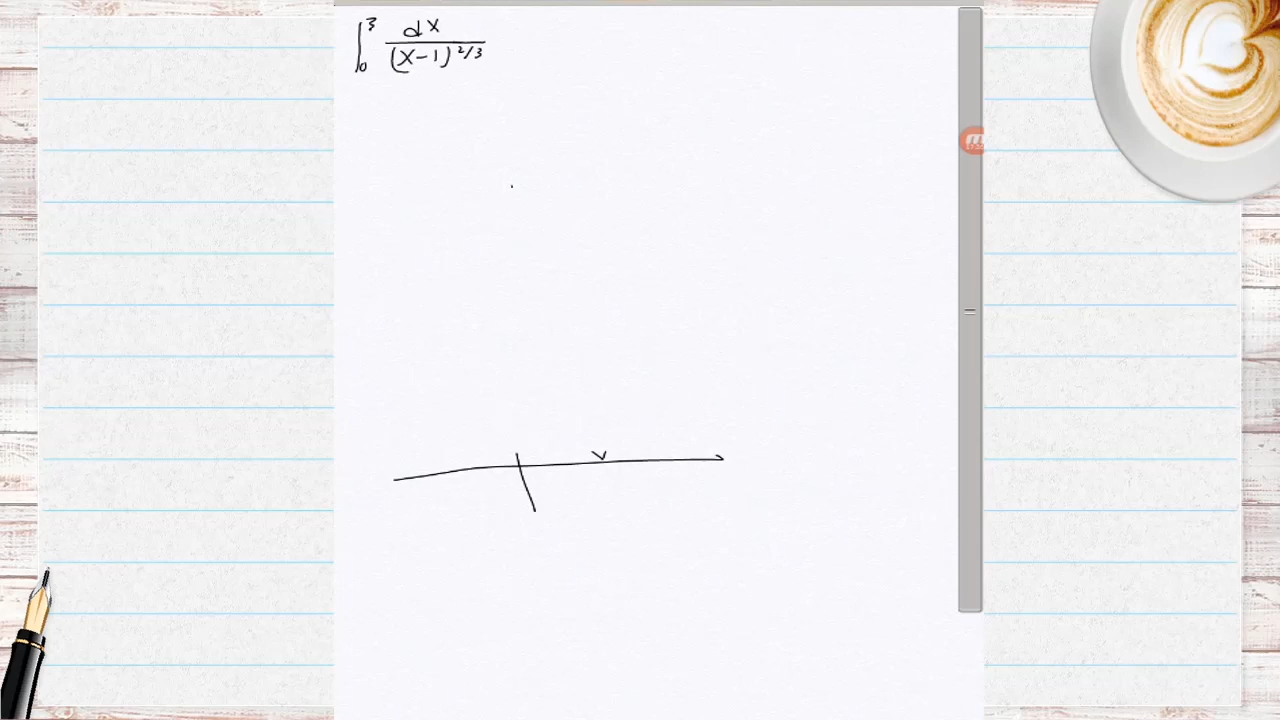 ∫₀³ dx/(x-1)^(2/3)